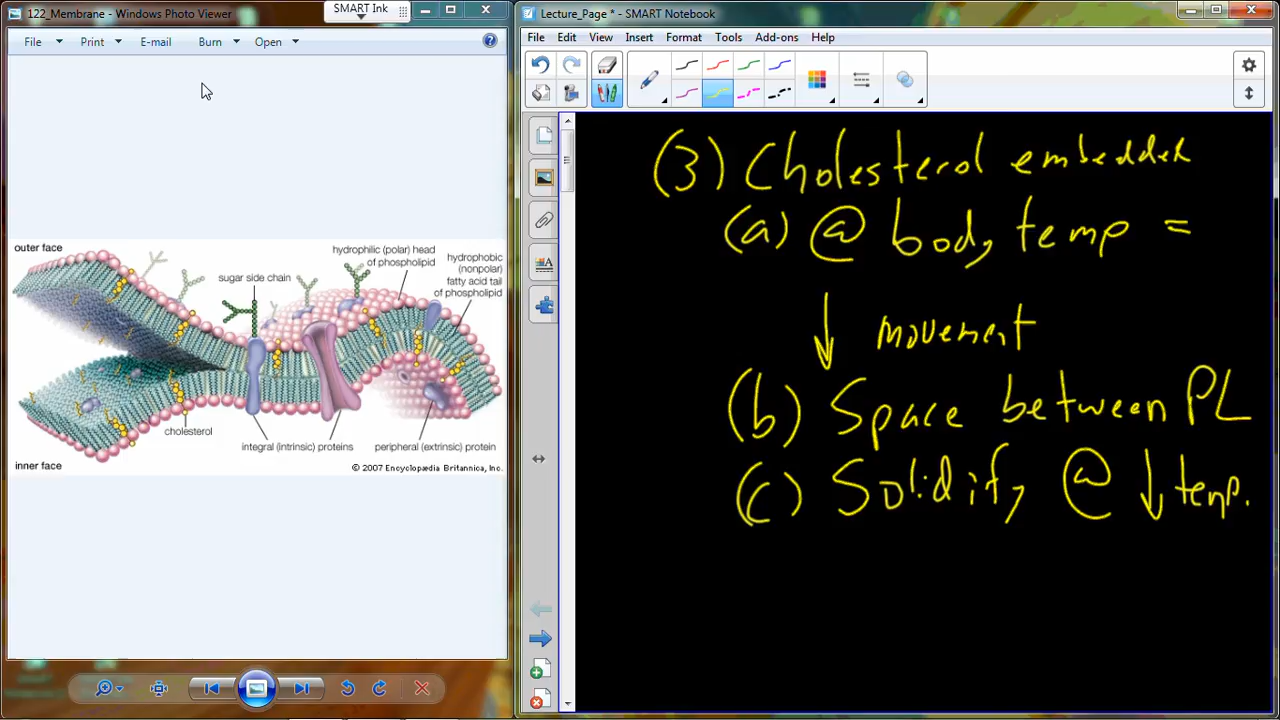 122_Membrane - Windows Photo Viewer
SMART Ink
File
Print
E-mail
Burn
Open
outer face
sugar side chain
hydrophilic (polar) head
of phospholipid
hydrophobic
(nonpolar)
fatty acid tail
of phospholipid
cholesterol
integral (intrinsic) proteins
peripheral (extrinsic) protein
inner face
© 2007 Encyclopædia Britannica, Inc.
Lecture_Page * - SMART Notebook
File Edit View Insert Format Tools Add-ons Help
(3) Cholesterol embedded
(a) @ body temp =
↓ movement
(b) Space between PL
(c) Solidify @ ↓ temp.